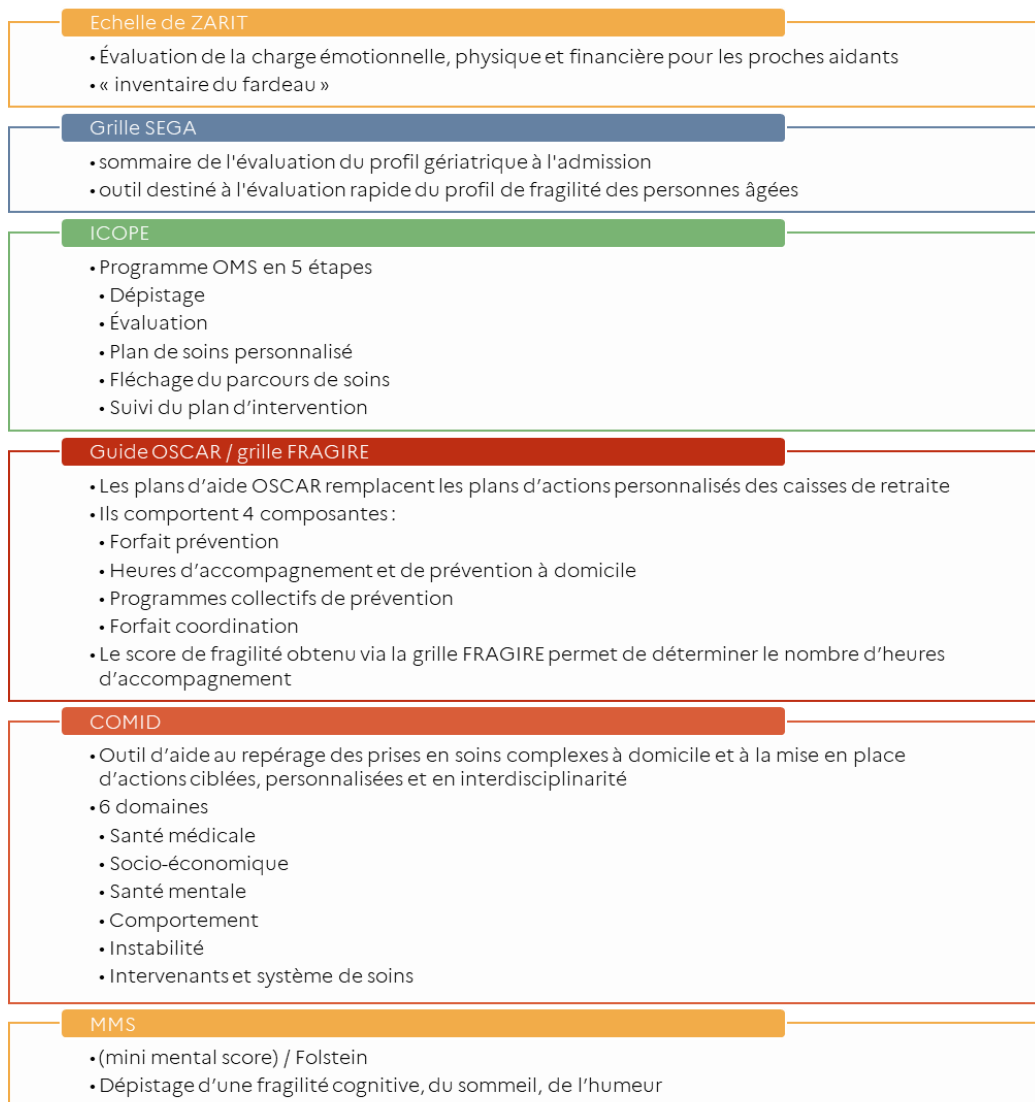 Echelle de ZARIT
• Évaluation de la charge émotionnelle, physique et financière pour les proches aidants
• « inventaire du fardeau »
Grille SEGA
• sommaire de l'évaluation du profil gériatrique à l'admission
• outil destiné à l'évaluation rapide du profil de fragilité des personnes âgées
ICOPE
• Programme OMS en 5 étapes
• Dépistage
• Évaluation
• Plan de soins personnalisé
• Fléchage du parcours de soins
• Suivi du plan d’intervention
Guide OSCAR / grille FRAGIRE
• Les plans d’aide OSCAR remplacent les plans d’actions personnalisés des caisses de retraite
• Ils comportent 4 composantes :
• Forfait prévention
• Heures d’accompagnement et de prévention à domicile
• Programmes collectifs de prévention
• Forfait coordination
• Le score de fragilité obtenu via la grille FRAGIRE permet de déterminer le nombre d’heures
d’accompagnement
COMID
• Outil d’aide au repérage des prises en soins complexes à domicile et à la mise en place
d’actions ciblées, personnalisées et en interdisciplinarité
• 6 domaines
• Santé médicale
• Socio-économique
• Santé mentale
• Comportement
• Instabilité
• Intervenants et système de soins
MMS
• (mini mental score) / Folstein
• Dépistage d’une fragilité cognitive, du sommeil, de l’humeur